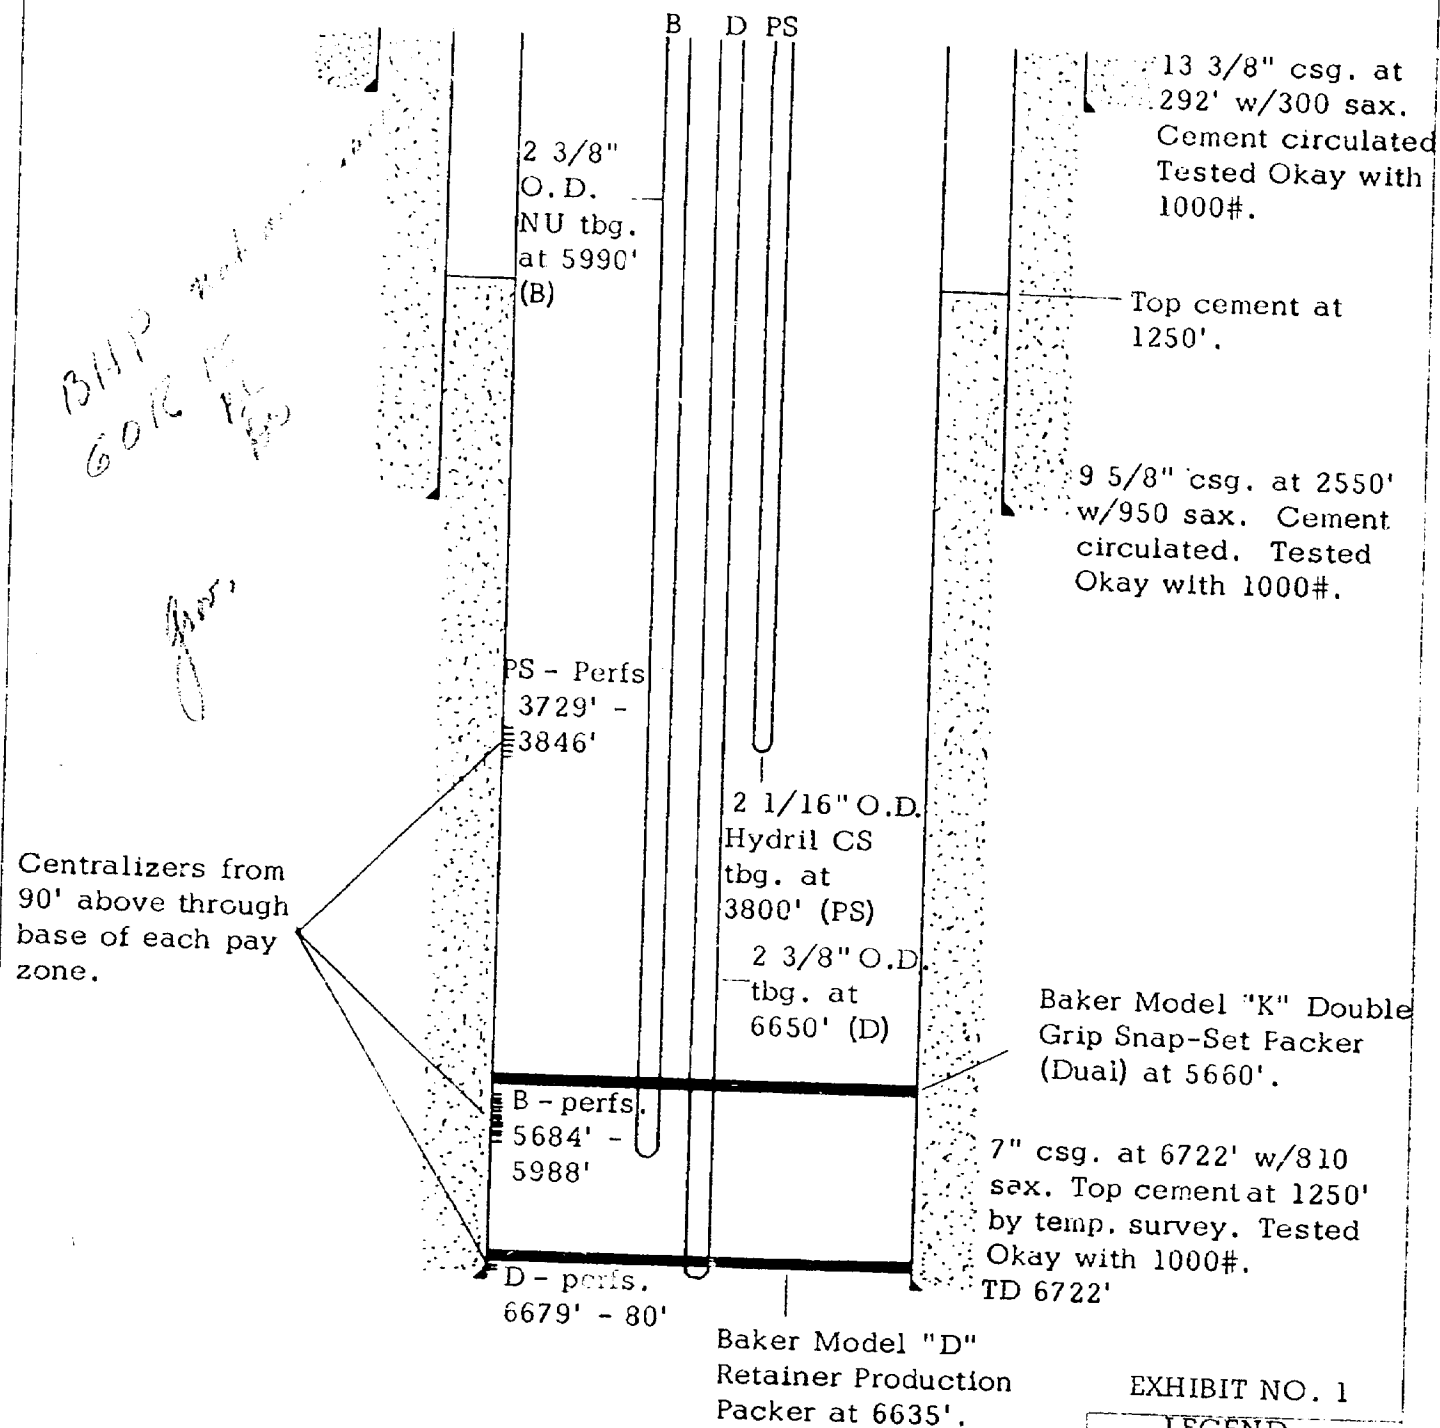 B D PS
13 3/8" csg. at
292' w/300 sax.
Cement circulated
Tested Okay with
1000#.
2 3/8"
O.D.
NU tbg.
at 5990'
(B)
Top cement at
1250'.
BHP not
GOR
9 5/8" csg. at 2550'
w/950 sax. Cement
circulated. Tested
Okay with 1000#.
PS - Perfs
3729' -
3846'
2 1/16" O.D.
Hydril CS
tbg. at
3800' (PS)
Centralizers from
90' above through
base of each pay
zone.
2 3/8" O.D.
tbg. at
6650' (D)
Baker Model "K" Double
Grip Snap-Set Packer
(Dual) at 5660'.
B - perfs.
5684' -
5988'
7" csg. at 6722' w/810
sax. Top cement at 1250'
by temp. survey. Tested
Okay with 1000#.
TD 6722'
D - perfs.
6679' - 80'
Baker Model "D"
Retainer Production
Packer at 6635'.
EXHIBIT NO. 1
LEGEND